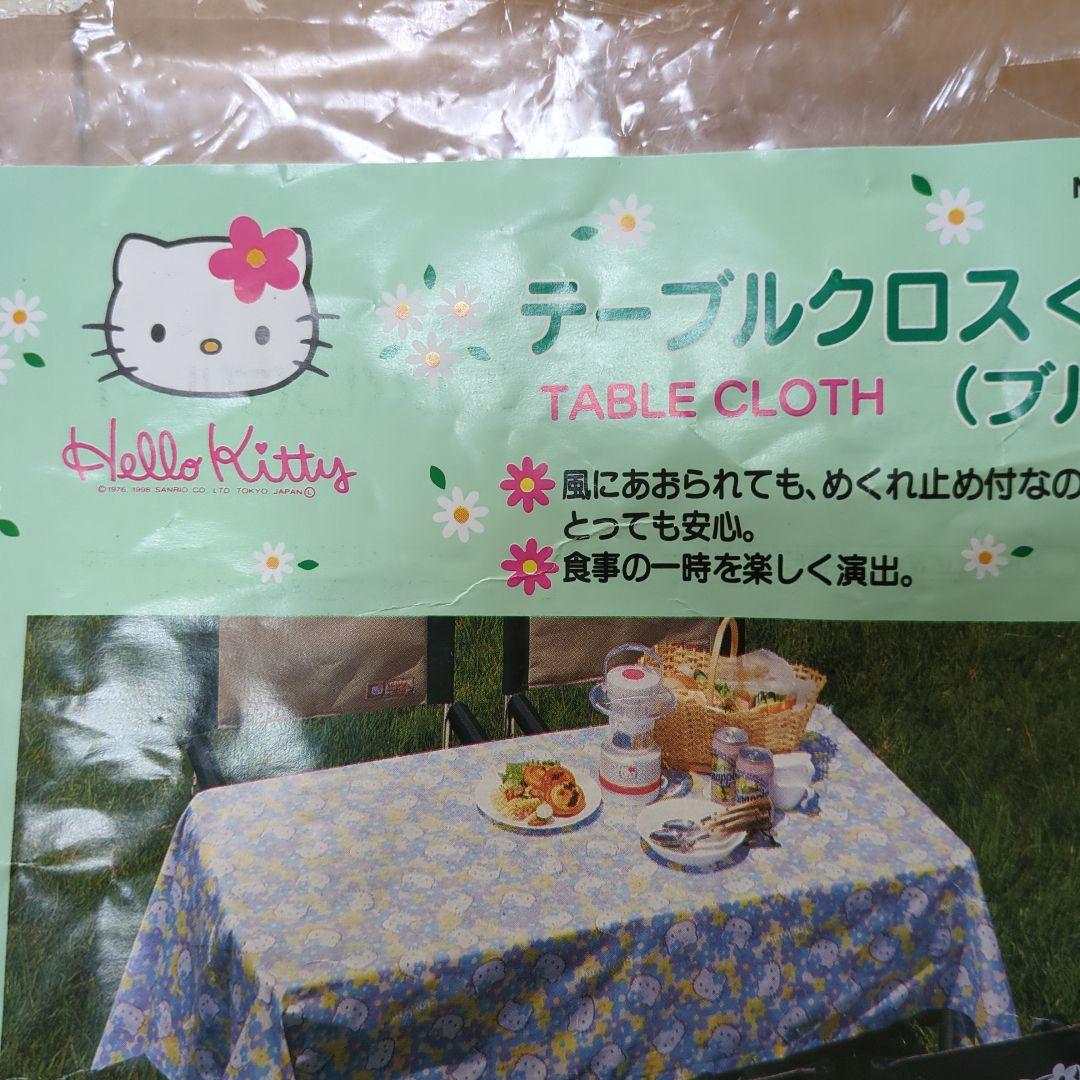 テーブルクロス<
TABLE CLOTH
(ブル
Hello Kitty
©1976, 1998 SANRIO CO., LTD. TOKYO, JAPAN Ⓛ
風にあおられても、めくれ止め付なの
とっても安心。
食事の一時を楽しく演出。